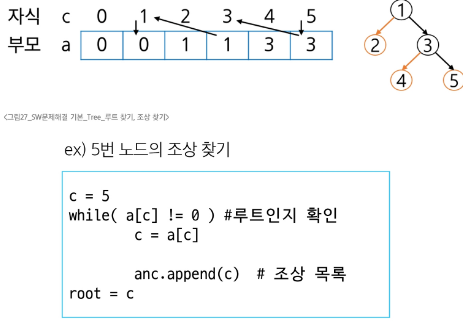 자식 c 0 1 2 3 4 5
부모 a 0 0 1 1 3 3
1
2 3
4 5
<그림27_SW문제해결 기본_Tree_루트 찾기, 조상 찾기>
ex) 5번 노드의 조상 찾기
c = 5
while( a[c] != 0 ) #루트인지 확인
c = a[c]
anc.append(c) # 조상 목록
root = c